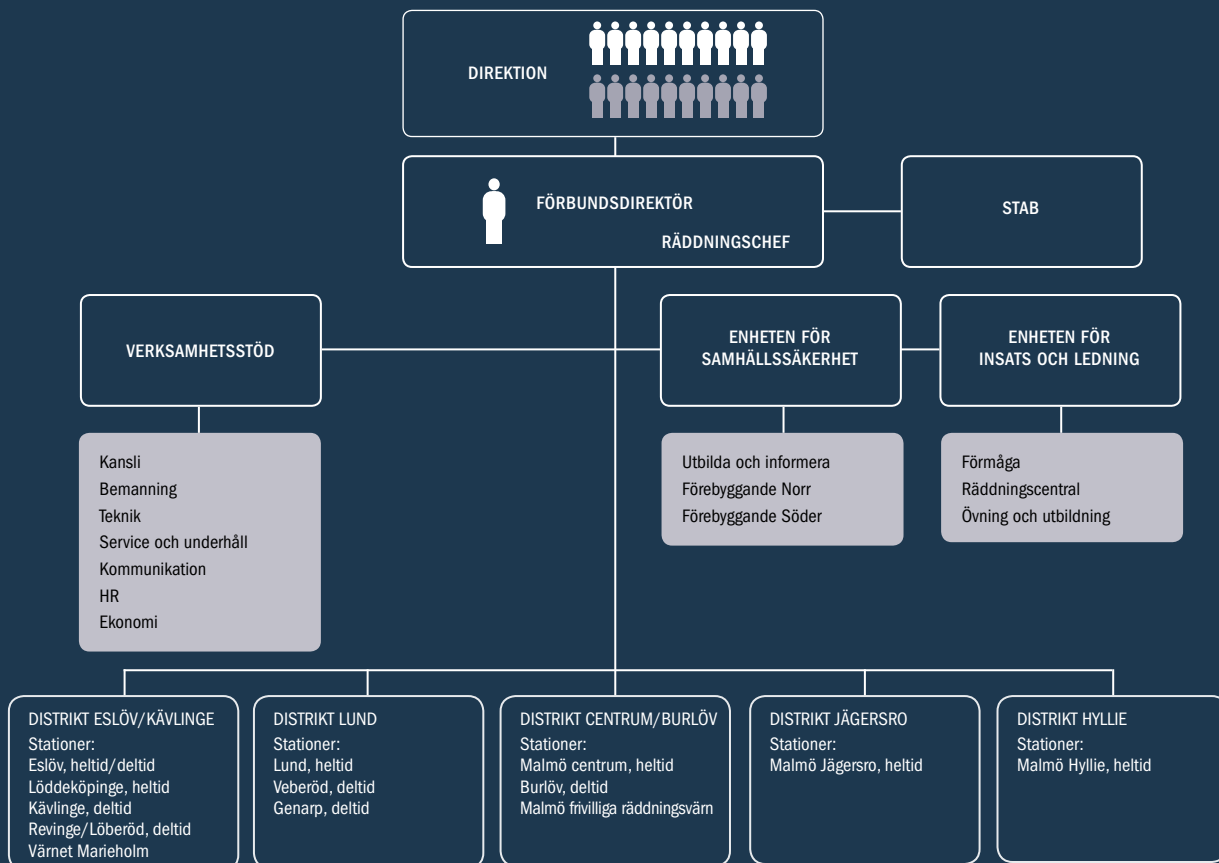 DIREKTION
FÖRBUNDSDIREKTÖR
RÄDDNINGSCHEF
STAB
VERKSAMHETSSTÖD
ENHETEN FÖR
SAMHÄLLSSÄKERHET
ENHETEN FÖR
INSATS OCH LEDNING
Kansli
Bemanning
Teknik
Service och underhåll
Kommunikation
HR
Ekonomi
Utbilda och informera
Förebyggande Norr
Förebyggande Söder
Förmåga
Räddningscentral
Övning och utbildning
DISTRIKT ESLÖV/KÄVLINGE
Stationer:
Eslöv, heltid/deltid
Löddeköpinge, heltid
Kävlinge, deltid
Revinge/Löberöd, deltid
Värnet Marieholm
DISTRIKT LUND
Stationer:
Lund, heltid
Veberöd, deltid
Genarp, deltid
DISTRIKT CENTRUM/BURLÖV
Stationer:
Malmö centrum, heltid
Burlöv, deltid
Malmö frivilliga räddningsvärn
DISTRIKT JÄGERSRO
Stationer:
Malmö Jägersro, heltid
DISTRIKT HYLLIE
Stationer:
Malmö Hyllie, heltid